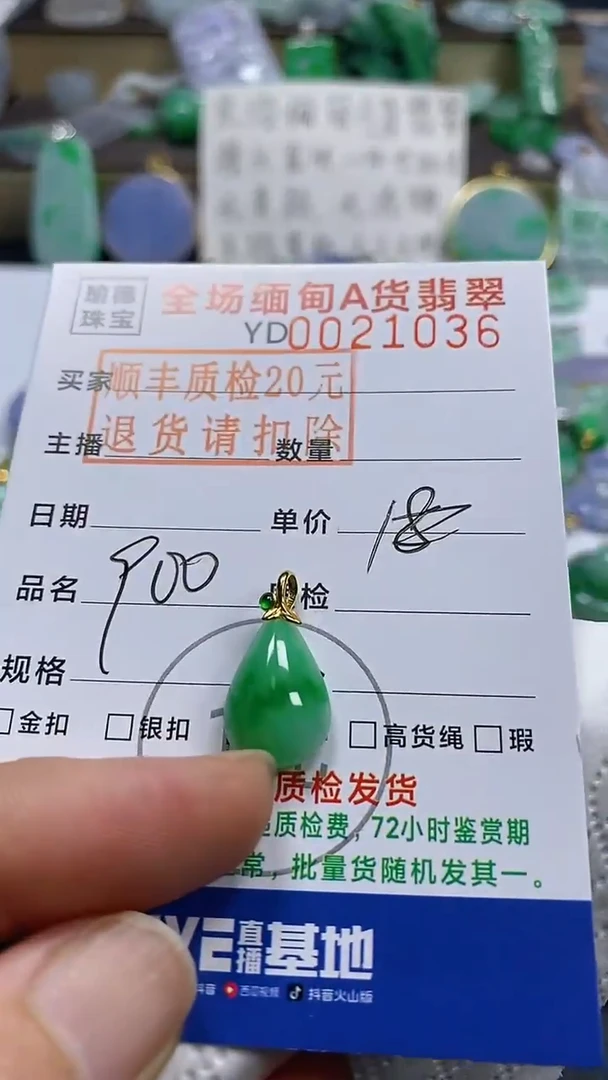 瑜德
珠宝
全场缅甸A货翡翠
YD0021036
买家
顺丰质检20元
退货请扣除
主播
数量
日期
单价
品名
900
检
规格
金扣
银扣
高货绳
瑕
质检发货
质检费，72小时鉴赏期
常，批量货随机发其一。
直播
基地
抖音
西瓜视频
抖音火山版